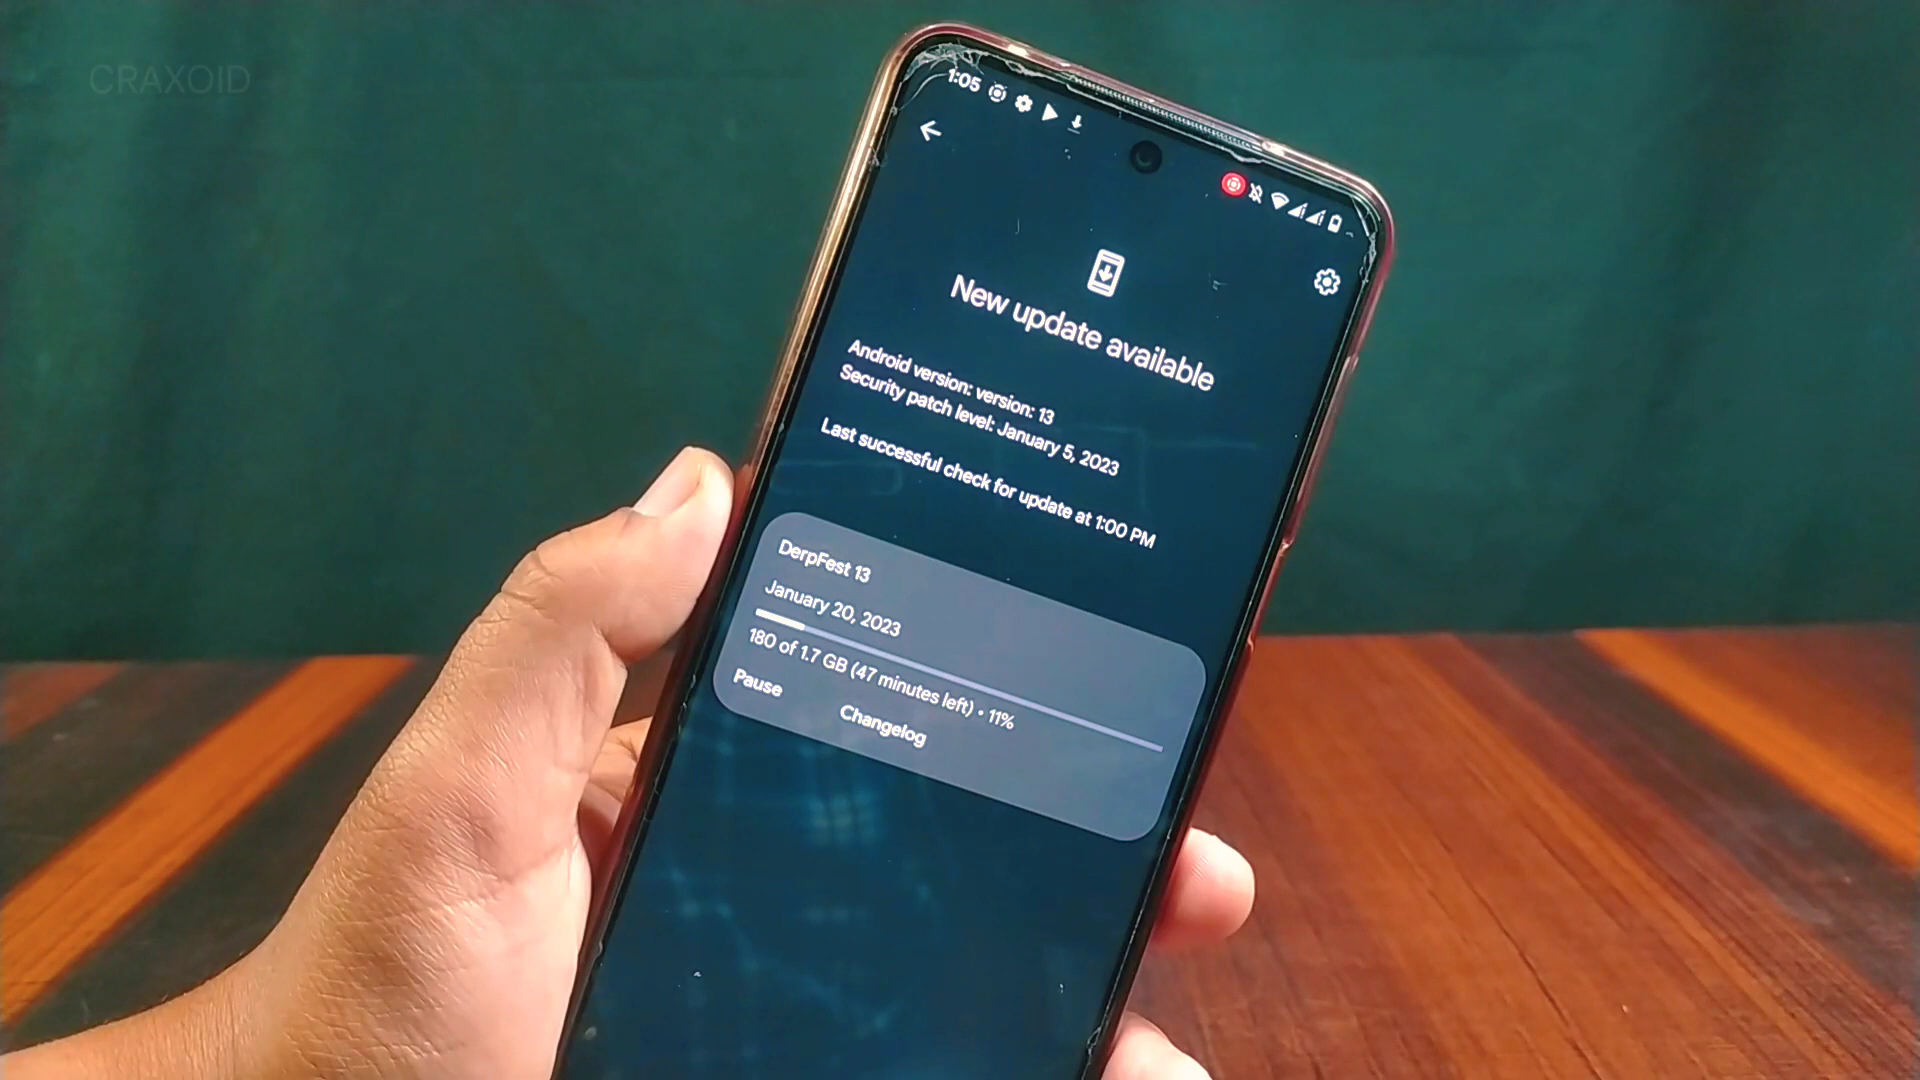 CRAXOID
1:05
New update available
Android version: version: 13
Security patch level: January 5, 2023
Last successful check for update at 1:00 PM
DerpFest 13
January 20, 2023
180 of 1.7 GB (47 minutes left) • 11%
Pause
Changelog